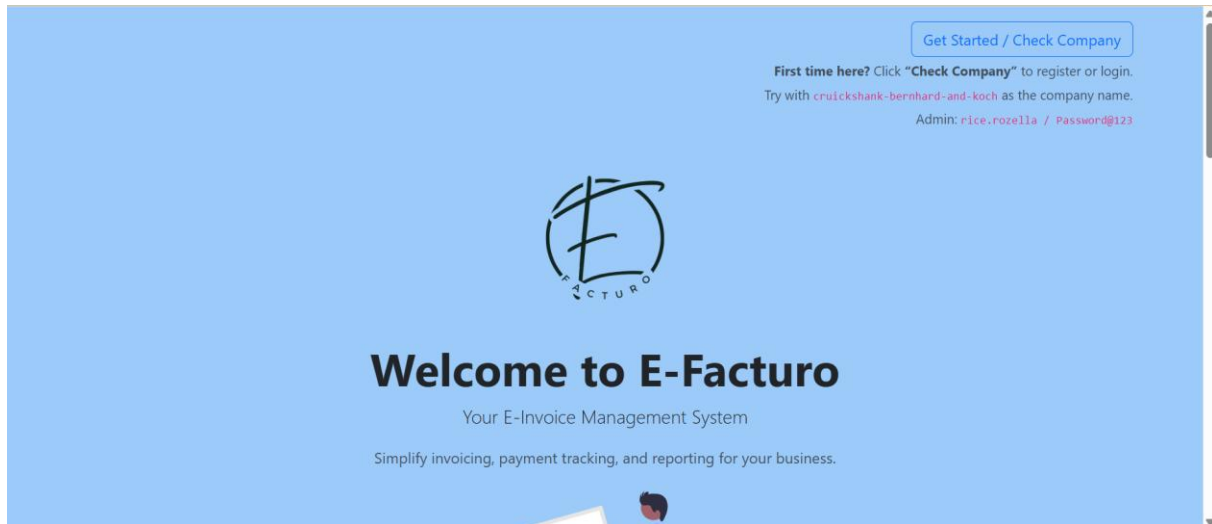 Get Started / Check Company
First time here? Click “Check Company” to register or login.
Try with cruickshank-bernhard-and-koch as the company name.
Admin: rice.rozella / Password@123
E
FACTURO
Welcome to E-Facturo
Your E-Invoice Management System
Simplify invoicing, payment tracking, and reporting for your business.